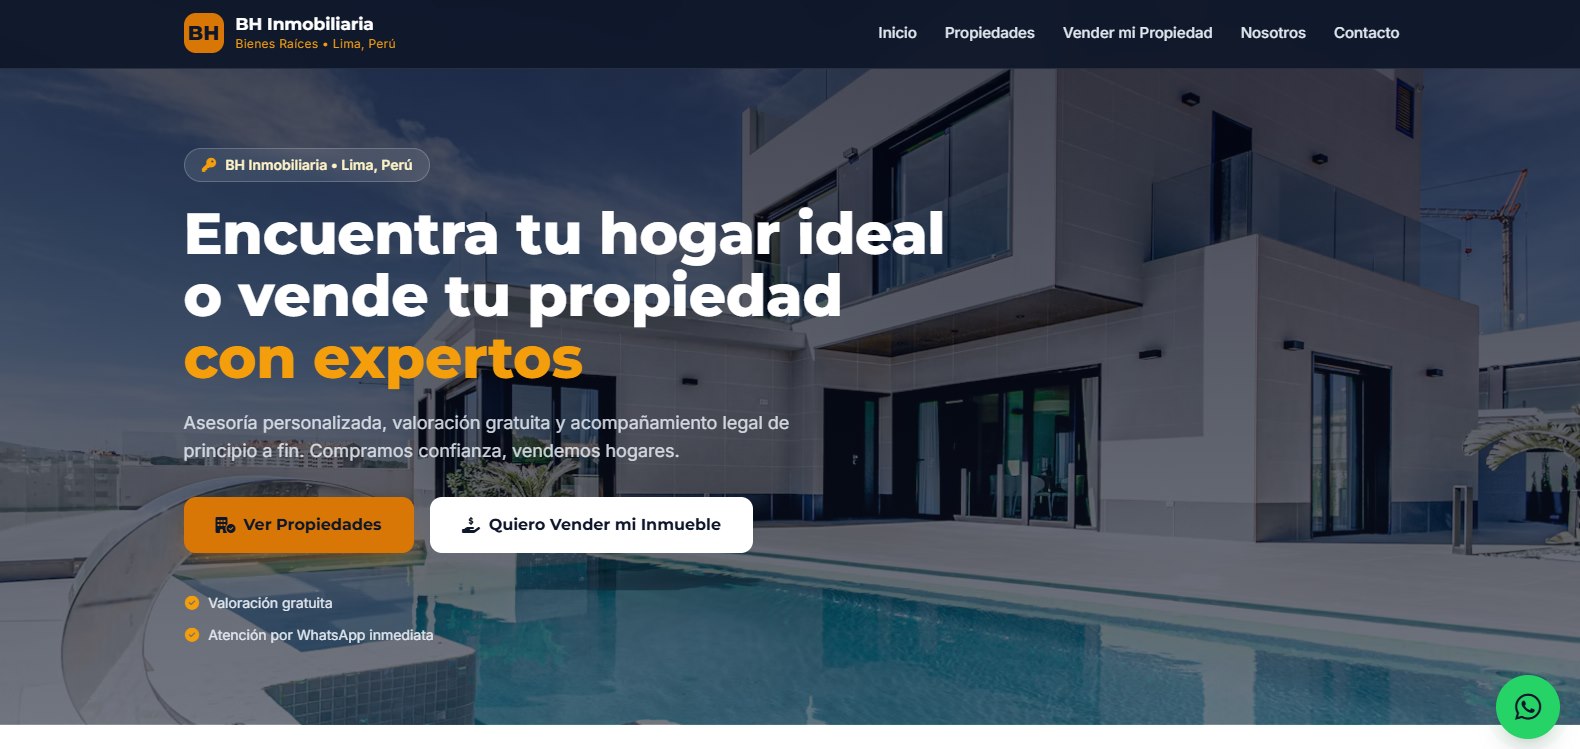 BH
BH Inmobiliaria
Bienes Raíces • Lima, Perú
Inicio
Propiedades
Vender mi Propiedad
Nosotros
Contacto
BH Inmobiliaria • Lima, Perú
Encuentra tu hogar ideal
o vende tu propiedad
con expertos
Asesoría personalizada, valoración gratuita y acompañamiento legal de
principio a fin. Compramos confianza, vendemos hogares.
Ver Propiedades
Quiero Vender mi Inmueble
Valoración gratuita
Atención por WhatsApp inmediata